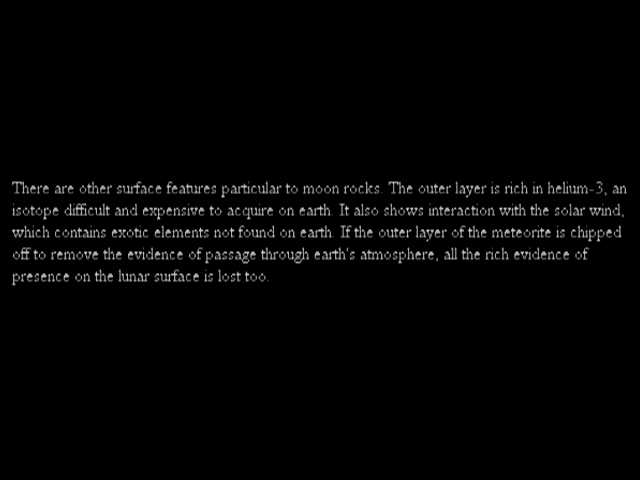 There are other surface features particular to moon rocks. The outer layer is rich in helium-3, an
isotope difficult and expensive to acquire on earth. It also shows interaction with the solar wind,
which contains exotic elements not found on earth. If the outer layer of the meteorite is chipped
off to remove the evidence of passage through earth's atmosphere, all the rich evidence of
presence on the lunar surface is lost too.